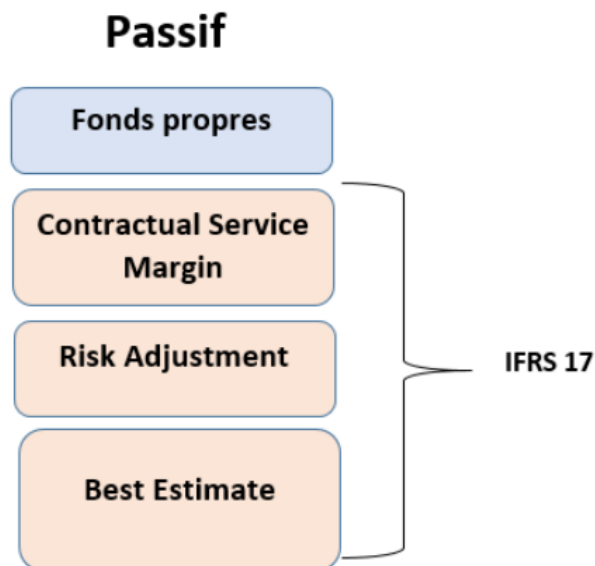 Passif
Fonds propres
Contractual Service
Margin
Risk Adjustment
IFRS 17
Best Estimate